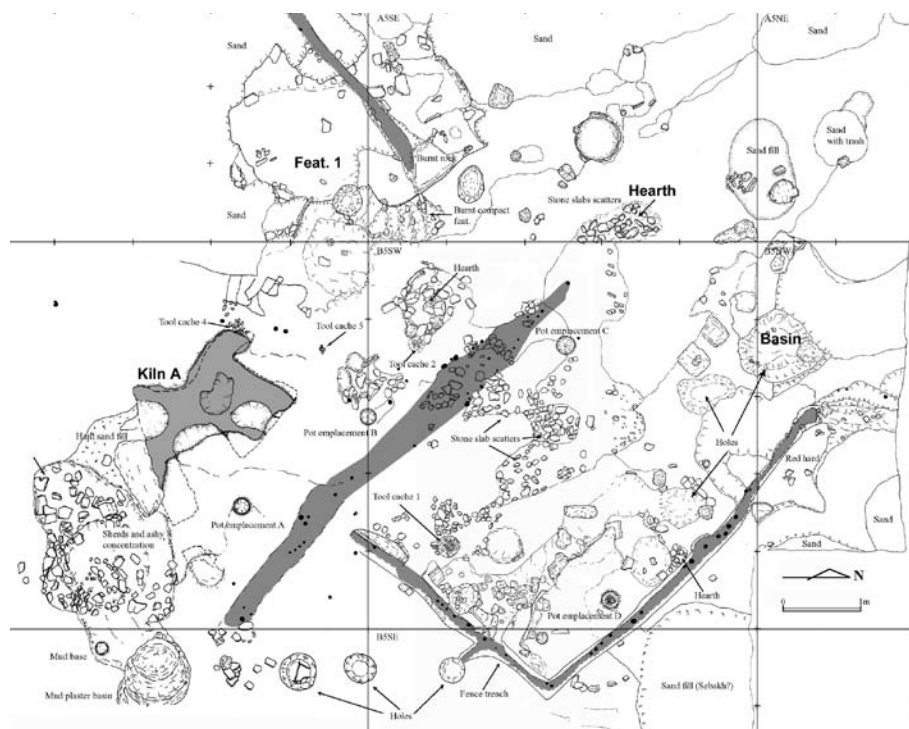 A5SE
A5NE
Sand
Sand
Sand
Feat. 1
Burnt rock
Sand fill
Sand
with trash
Stone slabs scatters
Hearth
Sand
Burnt compact
feat.
B5SW
Hearth
Tool cache 4
Tool cache 5
Pot emplacement C
Basin
Tool cache 2
Kiln A
Pot emplacement B
Holes
Hard sand fill
Stone slab scatters
Red hard
Tool cache 1
Pot emplacement A
Sand
Sherds and ashy
concentration
Sand
N
Hearth
0 1m
Pot emplacement D
B5SE
Mud base
Mud plaster basin
Holes
Fence trench
Sand fill (Sebakh?)